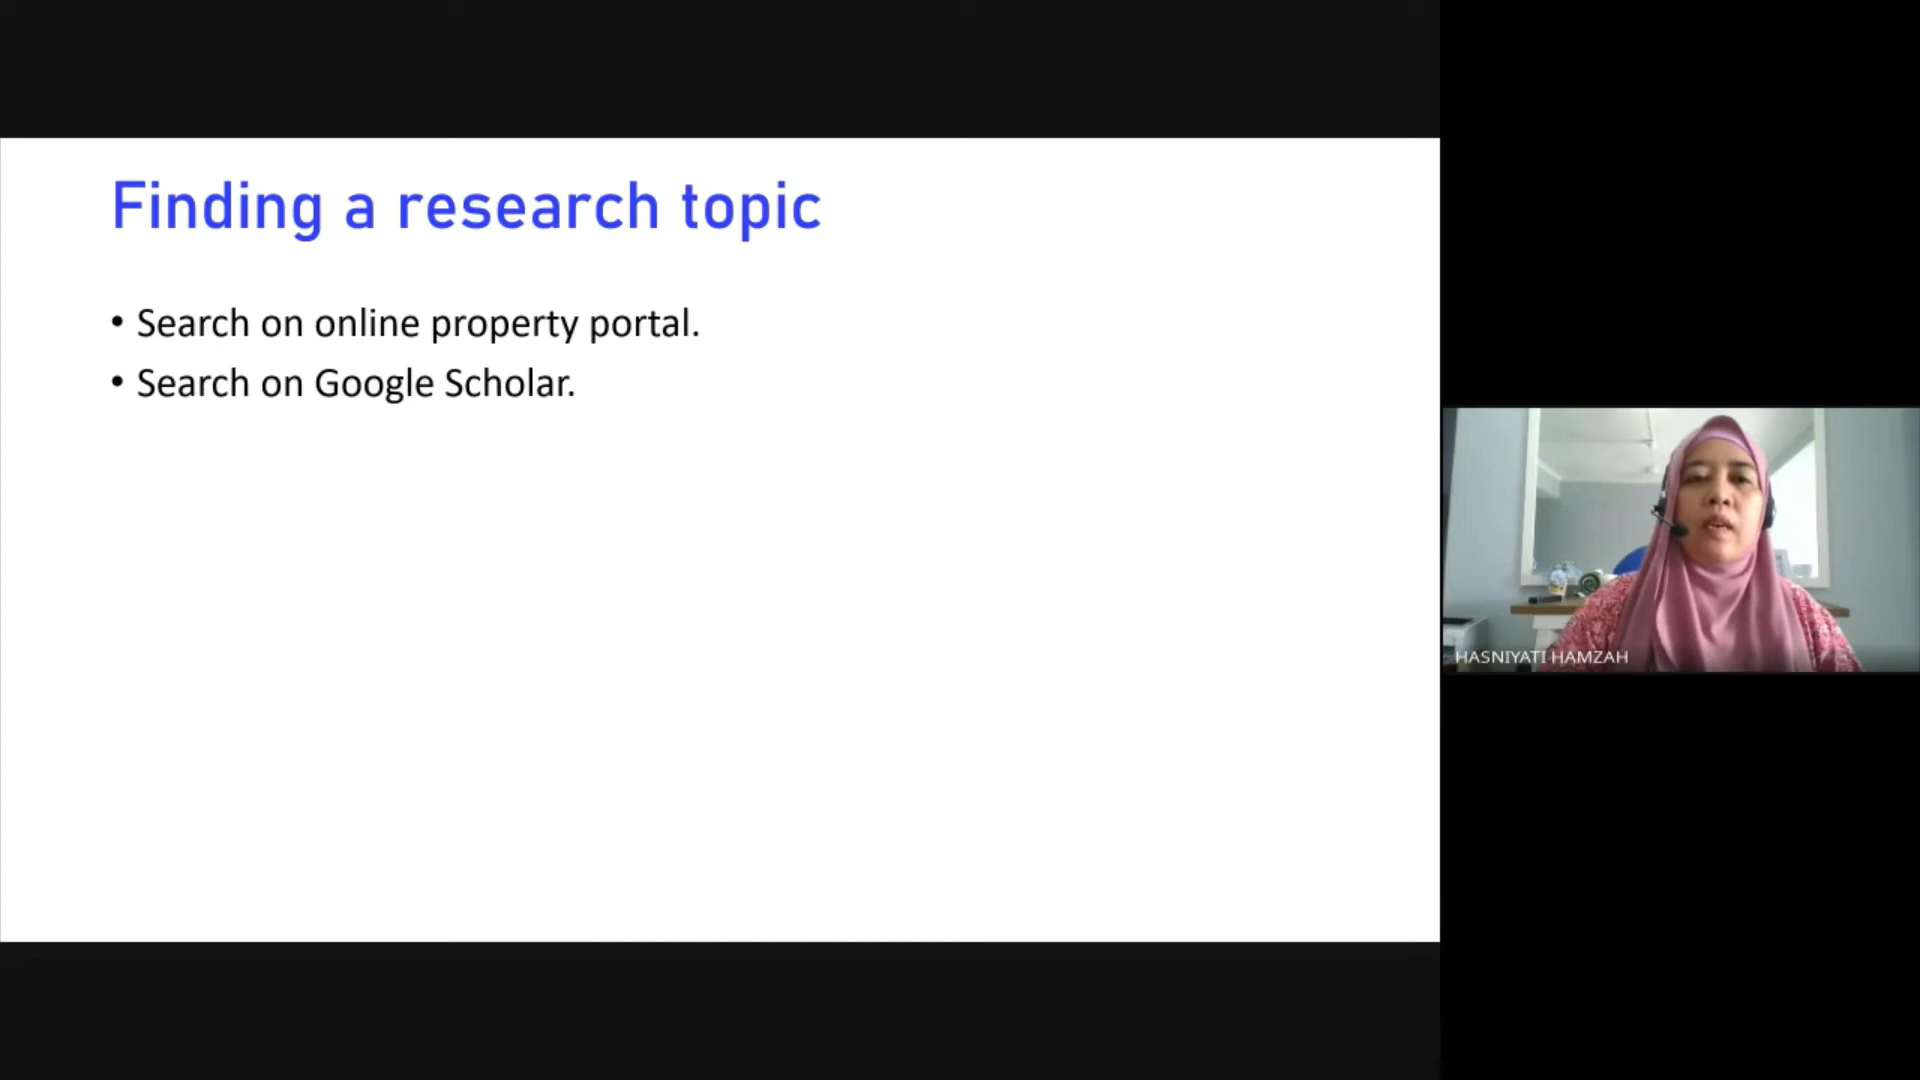 Finding a research topic
• Search on online property portal.
• Search on Google Scholar.
HASNIYATI HAMZAH